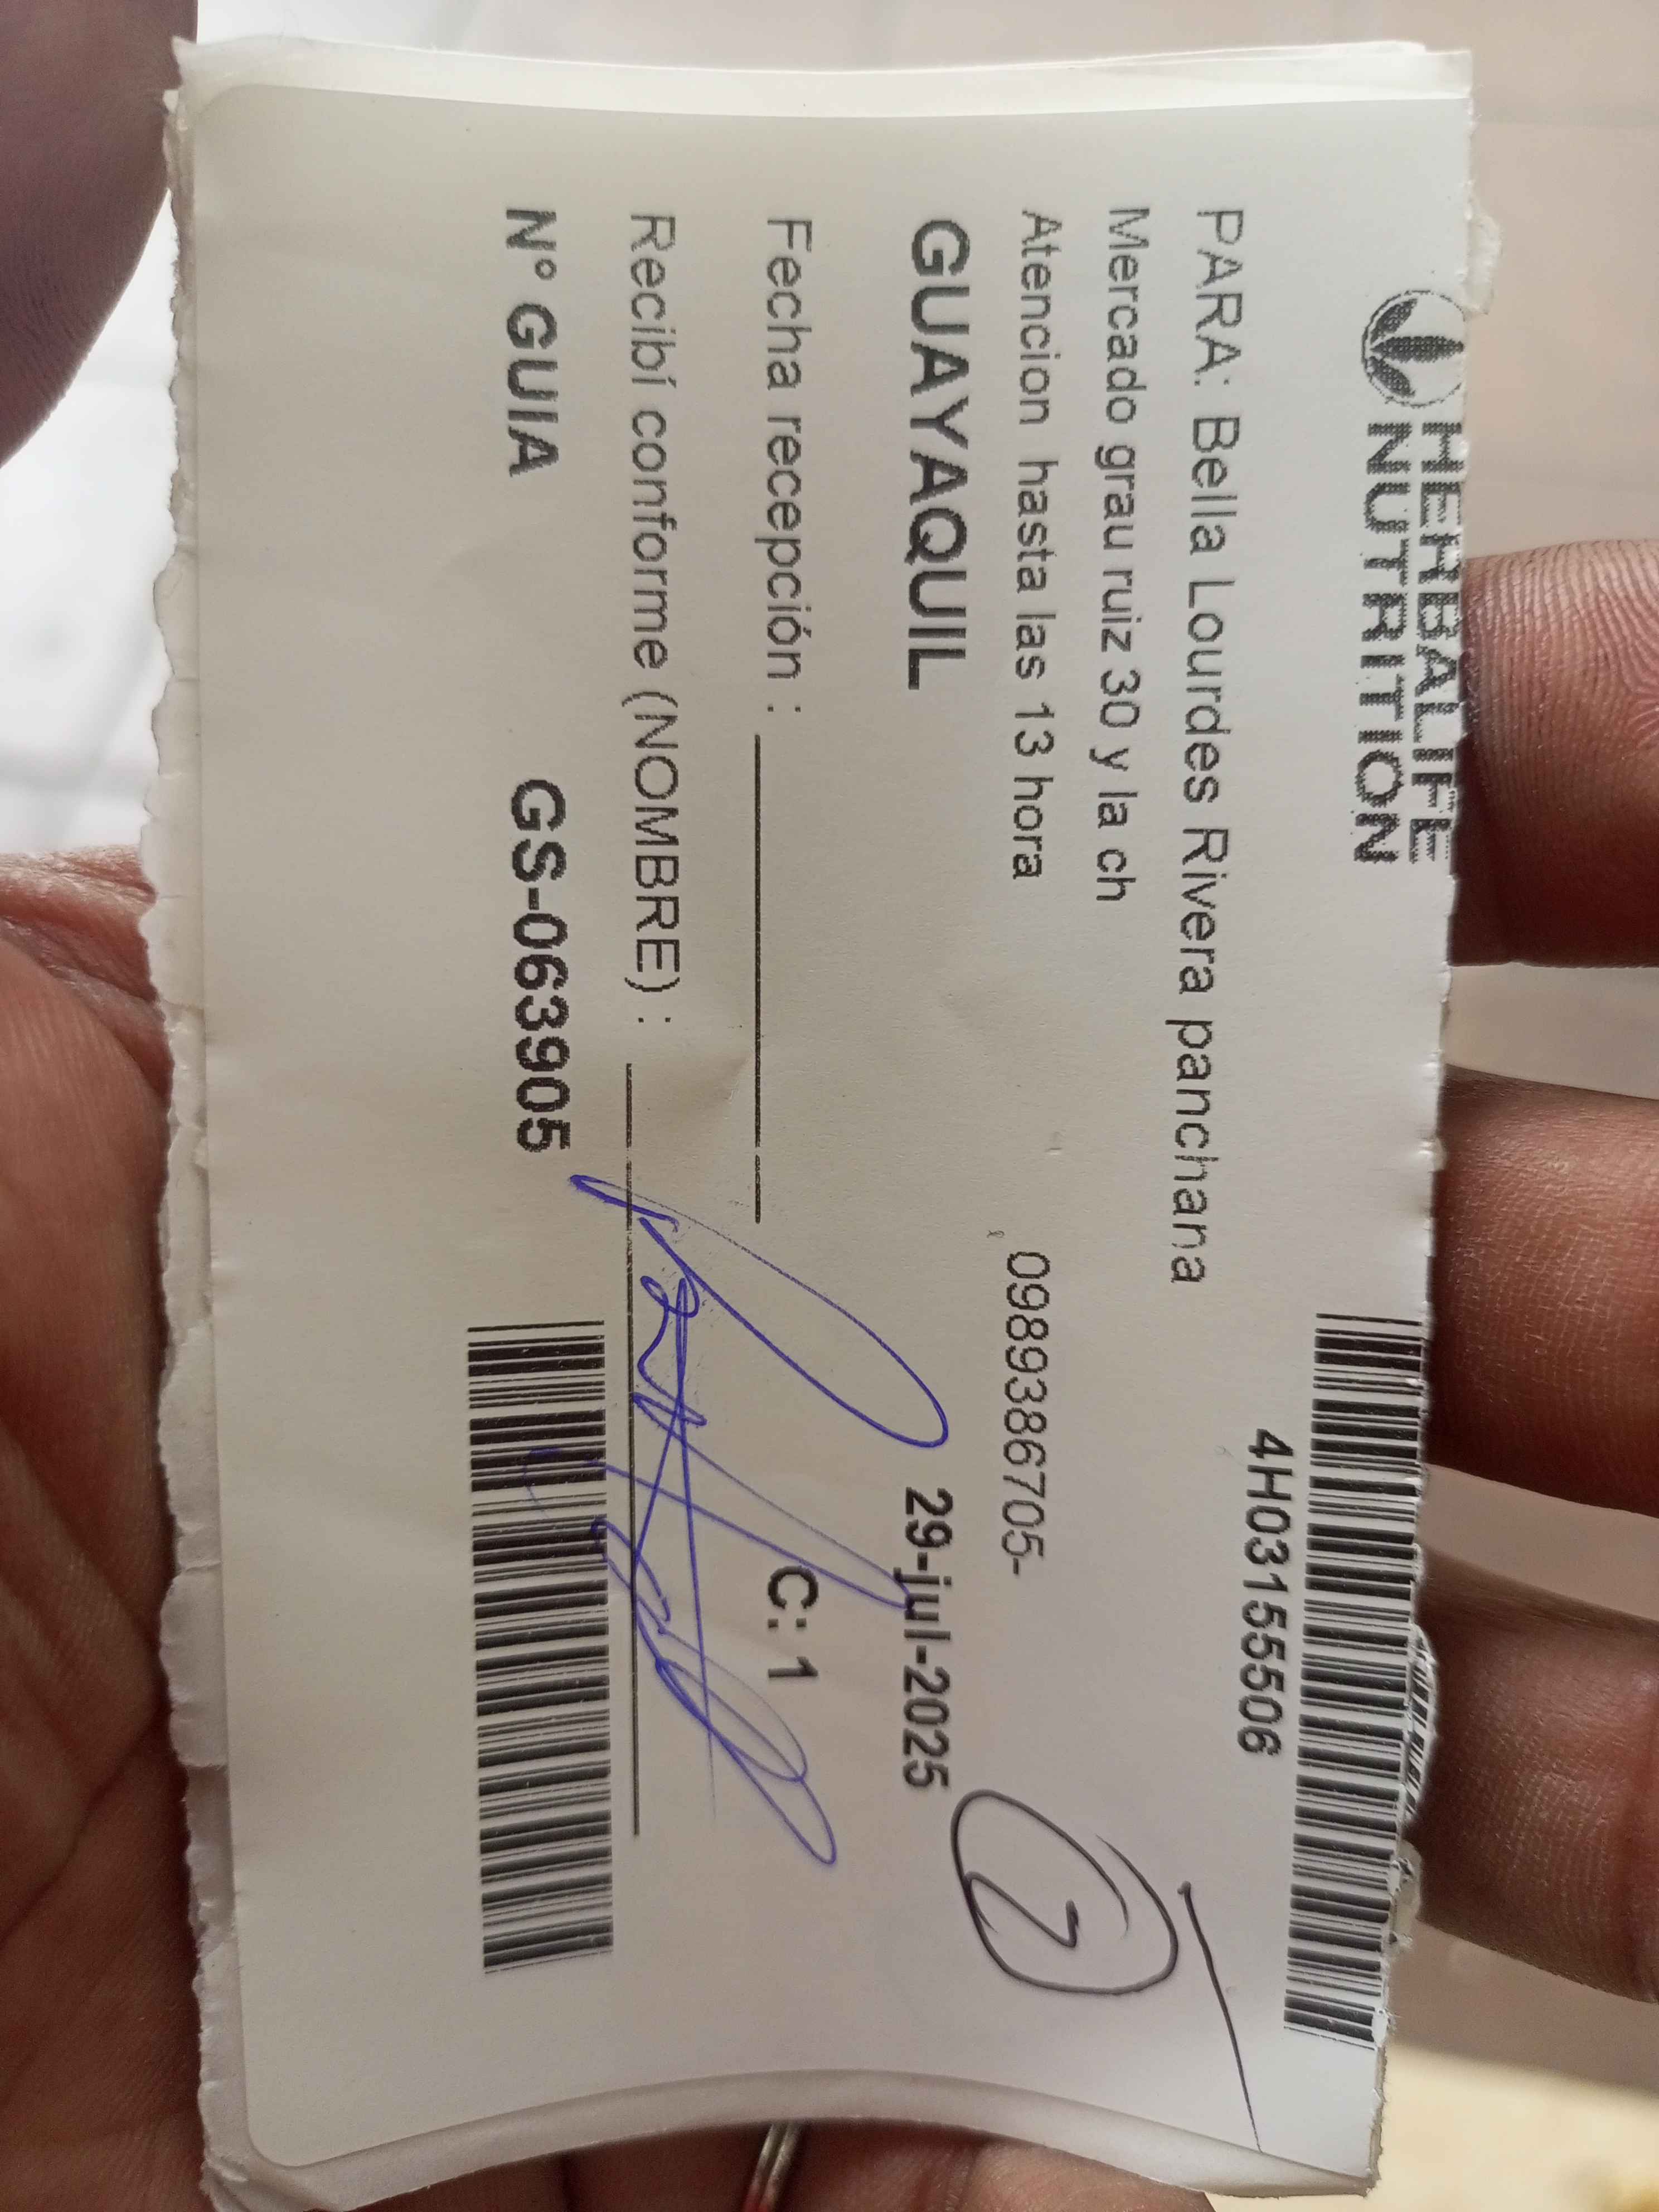 HERBALIFE
NUTRITION
4H03155506
PARA: Bella Lourdes Rivera panchana
Mercado grau ruiz 30 y la ch
Atencion hasta las 13 hora 0989386705-
GUAYAQUIL 29-jul-2025
Fecha recepción : C: 1
Recibí conforme (NOMBRE) :
N° GUIA GS-063905